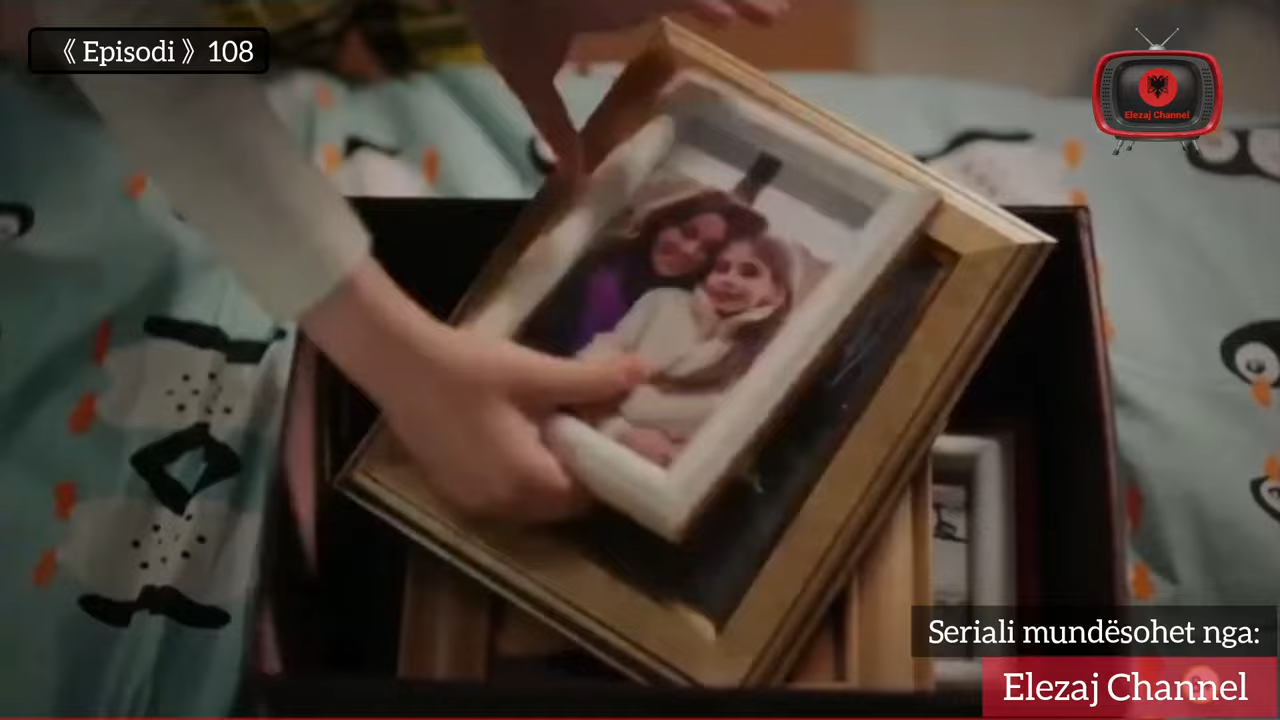 《 Episodi 》 108
Elezaj Channel
Seriali mundësohet nga:
Elezaj Channel